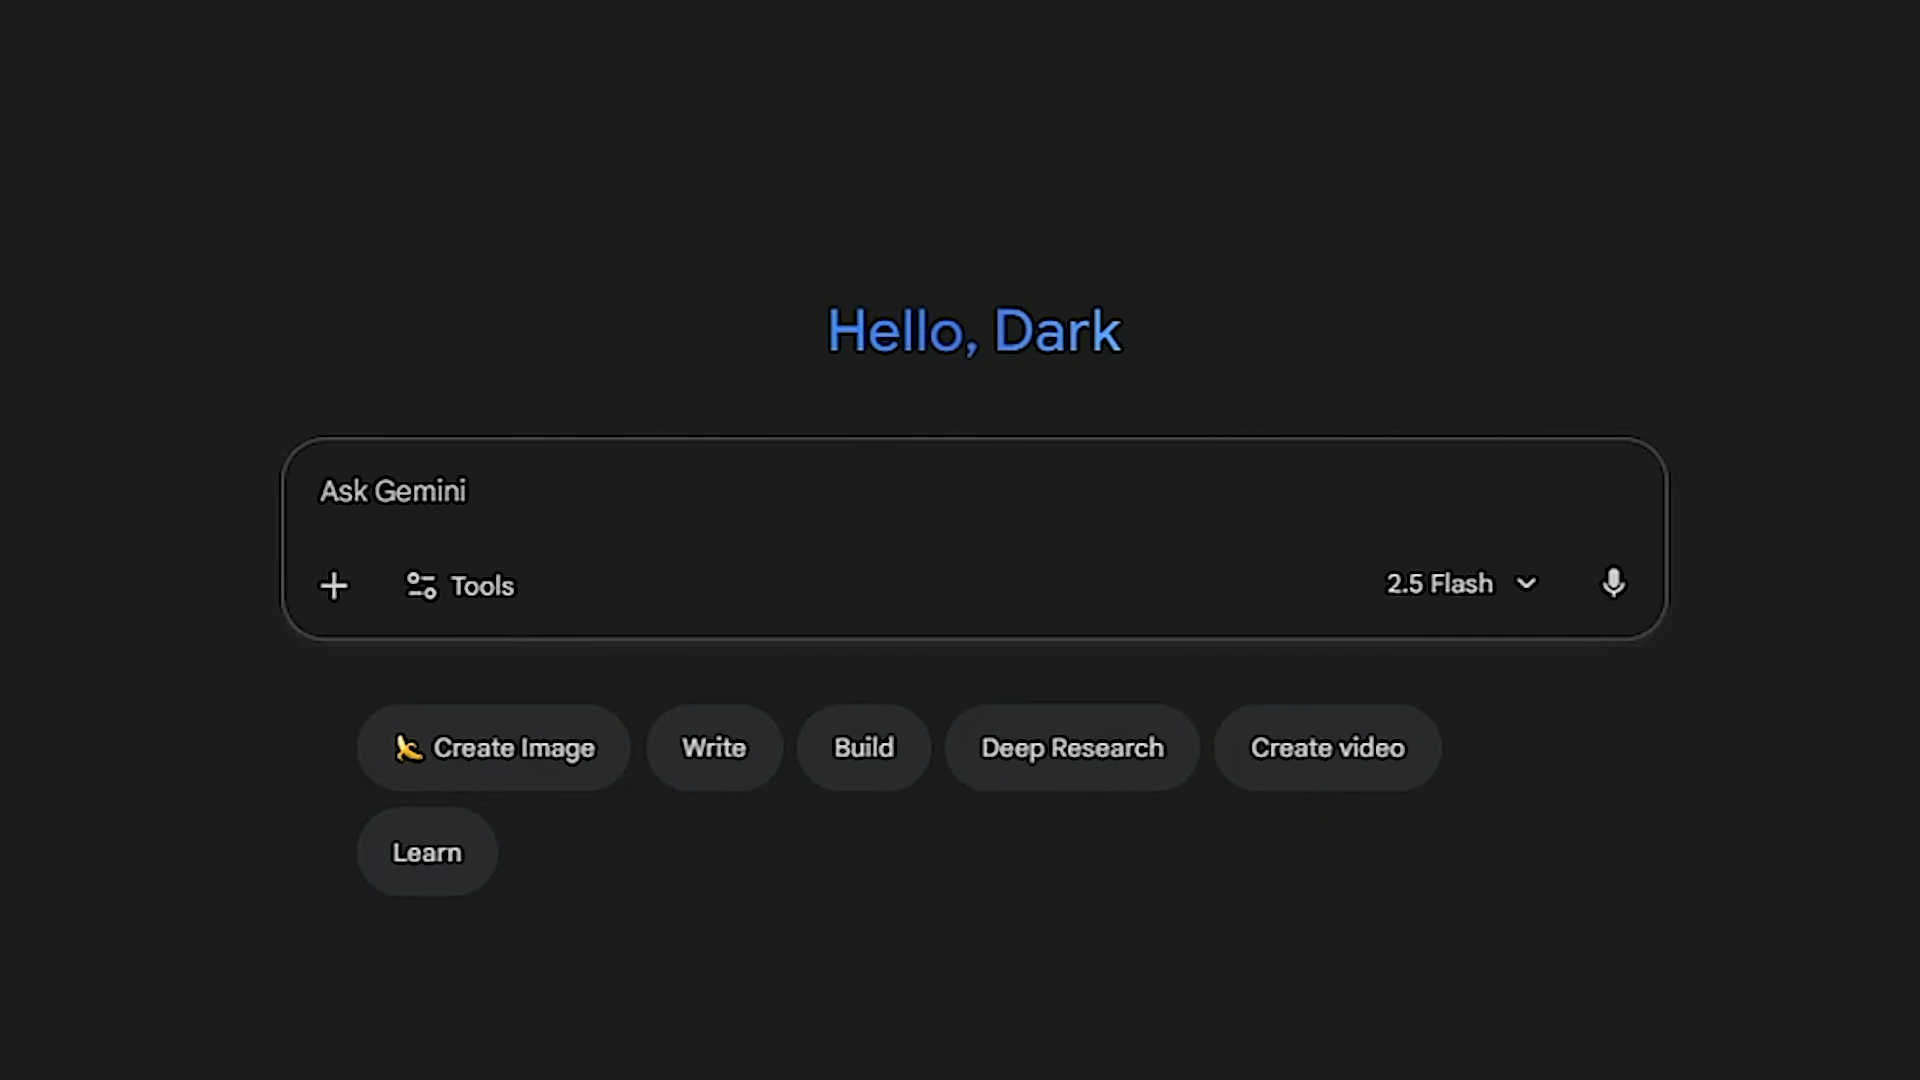 Hello, Dark
Ask Gemini
Tools
2.5 Flash
Create Image
Write
Build
Deep Research
Create video
Learn